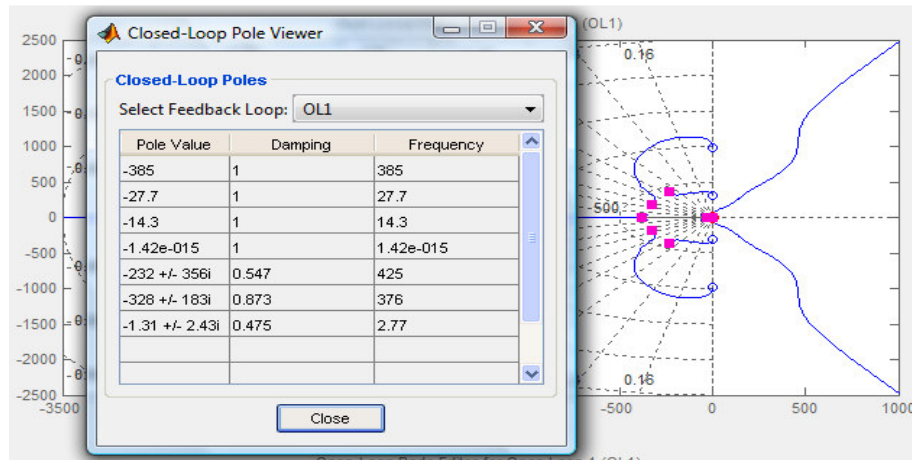 Closed-Loop Pole Viewer
(OL1)
Closed-Loop Poles
Select Feedback Loop: OL1
Pole Value Damping Frequency
-385 1 385
-27.7 1 27.7
-14.3 1 14.3
-1.42e-015 1 1.42e-015
-232 +/- 356i 0.547 425
-328 +/- 183i 0.873 376
-1.31 +/- 2.43i 0.475 2.77
Close
2500
2000
1500
1000
500
0
-500
-1000
-1500
-2000
-2500
0.16
500
0.16
-3500 -500 0 500 1000